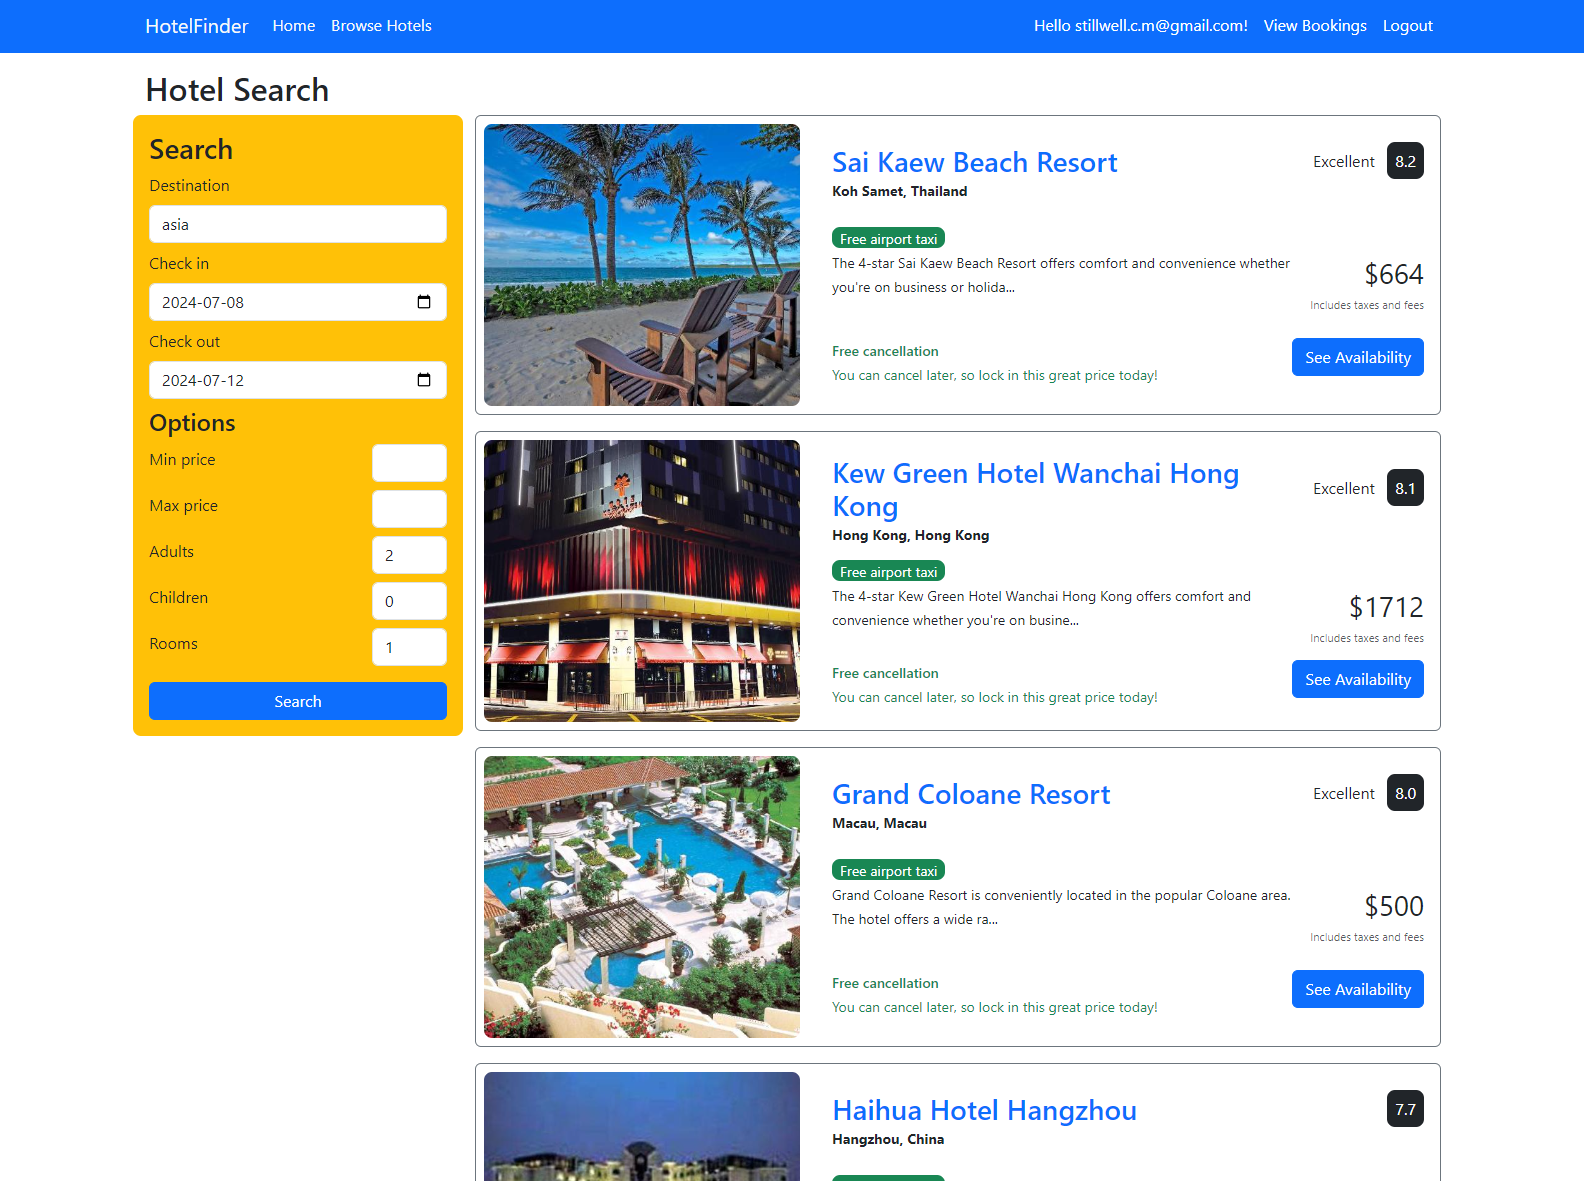 HotelFinder Home Browse Hotels Hello stillwell.c.m@gmail.com! View Bookings Logout
Hotel Search
Search
Destination
asia
Check in
2024-07-08
Check out
2024-07-12
Options
Min price
Max price
Adults 2
Children 0
Rooms 1
Search
Sai Kaew Beach Resort Excellent 8.2
Koh Samet, Thailand
Free airport taxi
The 4-star Sai Kaew Beach Resort offers comfort and convenience whether
you're on business or holida...
$664
Includes taxes and fees
Free cancellation
You can cancel later, so lock in this great price today!
See Availability
Kew Green Hotel Wanchai Hong
Kong
Excellent 8.1
Hong Kong, Hong Kong
Free airport taxi
The 4-star Kew Green Hotel Wanchai Hong Kong offers comfort and
convenience whether you're on busine...
$1712
Includes taxes and fees
Free cancellation
You can cancel later, so lock in this great price today!
See Availability
Grand Coloane Resort Excellent 8.0
Macau, Macau
Free airport taxi
Grand Coloane Resort is conveniently located in the popular Coloane area.
The hotel offers a wide ra...
$500
Includes taxes and fees
Free cancellation
You can cancel later, so lock in this great price today!
See Availability
Haihua Hotel Hangzhou 7.7
Hangzhou, China